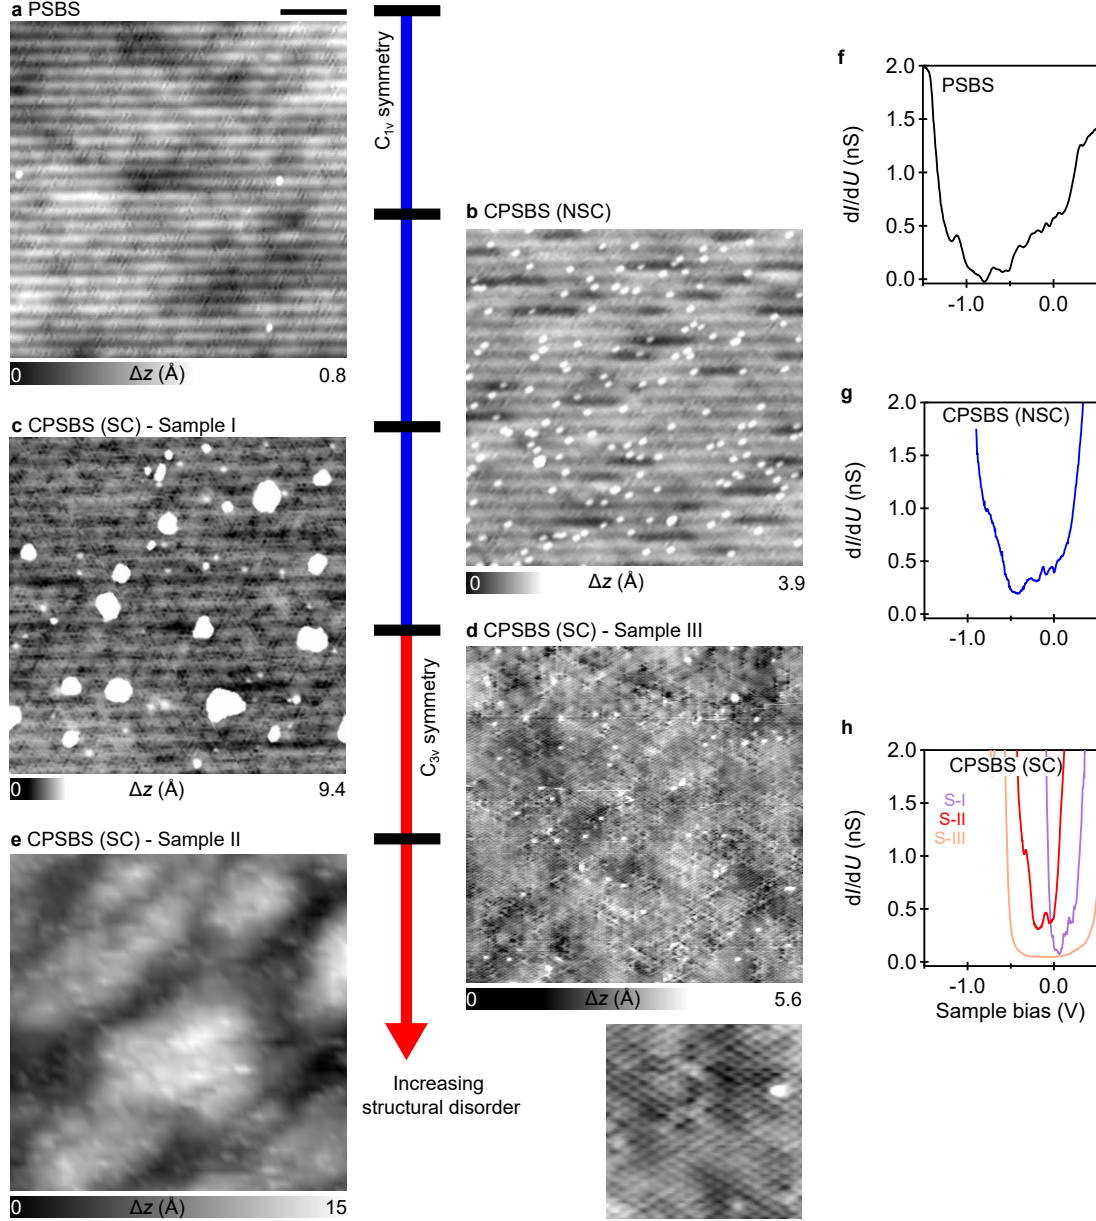 a PSBS
0 Δz (Å) 0.8
C1v symmetry
b CPSBS (NSC)
0 Δz (Å) 3.9
c CPSBS (SC) - Sample I
0 Δz (Å) 9.4
C3v symmetry
d CPSBS (SC) - Sample III
0 Δz (Å) 5.6
e CPSBS (SC) - Sample II
0 Δz (Å) 15
Increasing
structural disorder
f
PSBS
dI/dU (nS)
2.0
1.5
1.0
0.5
0.0
-1.0 0.0
g
CPSBS (NSC)
dI/dU (nS)
2.0
1.5
1.0
0.5
0.0
-1.0 0.0
h
CPSBS (SC)
S-I
S-II
S-III
dI/dU (nS)
2.0
1.5
1.0
0.5
0.0
-1.0 0.0
Sample bias (V)